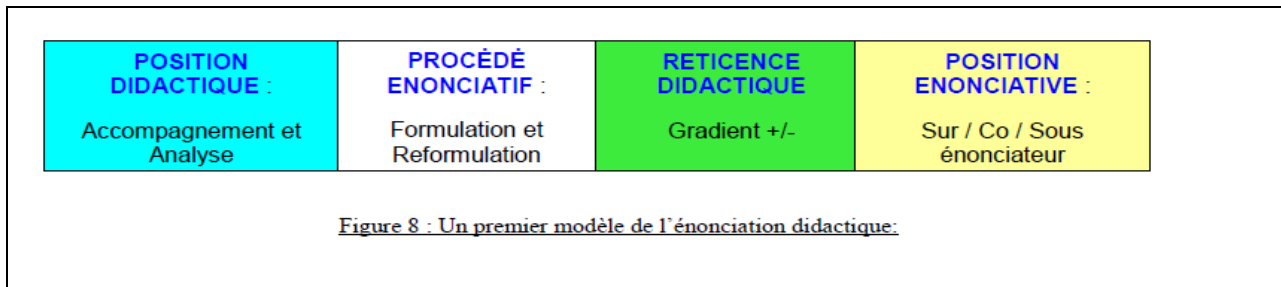 POSITION
DIDACTIQUE :
Accompagnement et
Analyse
PROCÉDÉ
ENONCIATIF :
Formulation et
Reformulation
RETICENCE
DIDACTIQUE
Gradient +/-
POSITION
ENONCIATIVE :
Sur / Co / Sous
énonciateur
Figure 8 : Un premier modèle de l’énonciation didactique: